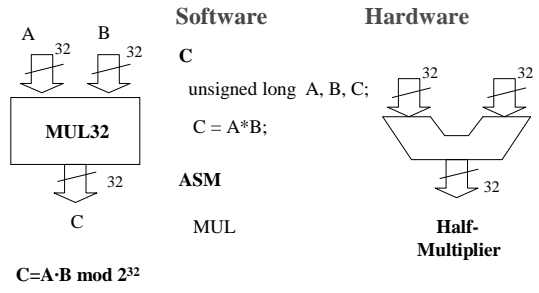 Software
Hardware
A
B
32
32
MUL32
32
C
C=A·B mod 2³²
C
unsigned long A, B, C;
C = A*B;
ASM
MUL
32
32
32
Half-
Multiplier